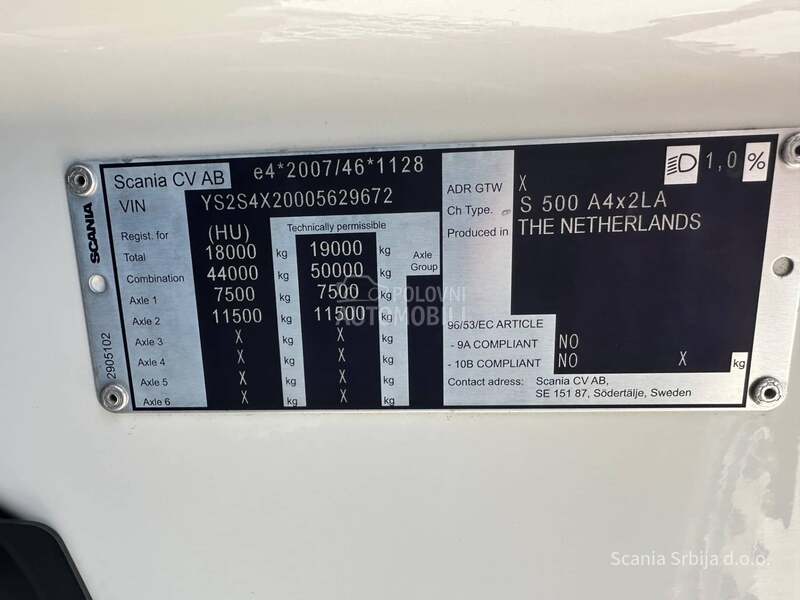 Scania CV AB e4*2007/46*1128
VIN YS2S4X20005629672
Regist. for (HU) Technically permissible
Total 18000 kg 19000 kg Axle Group
Combination 44000 kg 50000 kg
Axle 1 7500 kg 7500 kg
Axle 2 11500 kg 11500 kg
Axle 3 X kg X kg
Axle 4 X kg X kg
Axle 5 X kg X kg
Axle 6 X kg X kg
SCANIA
2905102
1,0 %
ADR GTW X
Ch Type. S 500 A4x2LA
Produced in THE NETHERLANDS
96/53/EC ARTICLE
- 9A COMPLIANT NO
- 10B COMPLIANT NO X kg
Contact adress: Scania CV AB,
SE 151 87, Södertälje, Sweden
POLOVNI
AUTOMOBILI
Scania Srbija d.o.o.